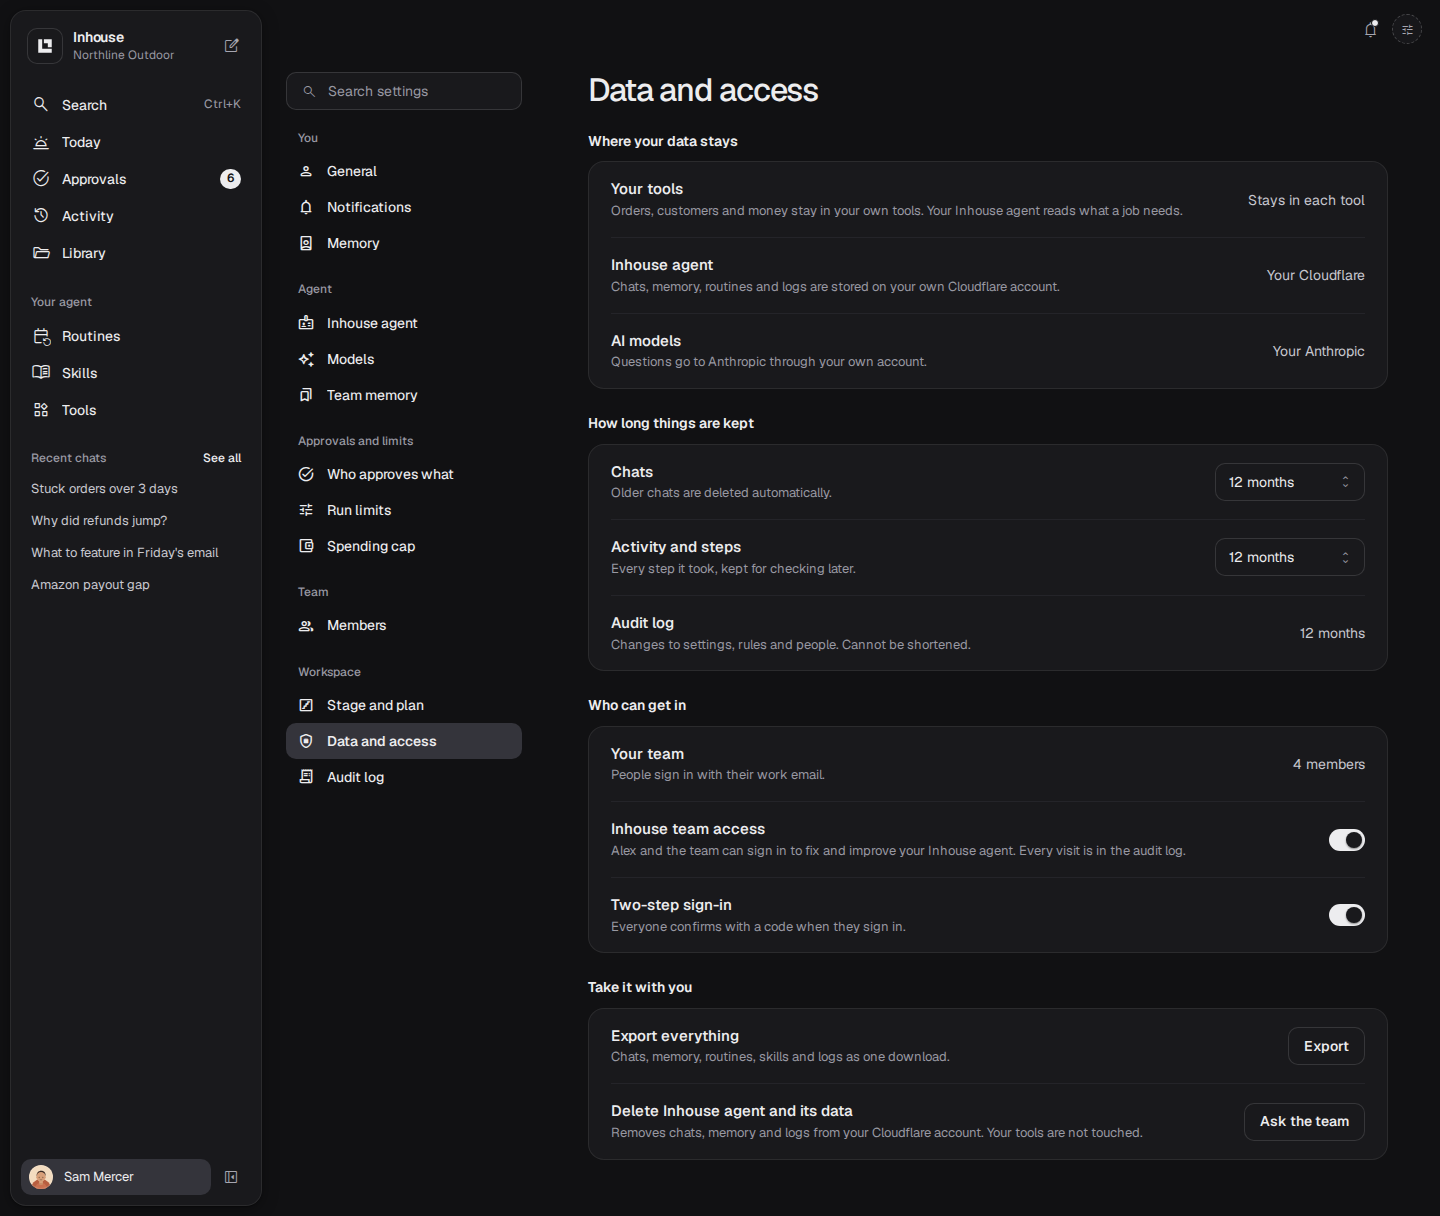 Inhouse
Northline Outdoor
Search Ctrl+K
Today
Approvals 6
Activity
Library
Your agent
Routines
Skills
Tools
Recent chats See all
Stuck orders over 3 days
Why did refunds jump?
What to feature in Friday's email
Amazon payout gap
Sam Mercer
Search settings
You
General
Notifications
Memory
Agent
Inhouse agent
Models
Team memory
Approvals and limits
Who approves what
Run limits
Spending cap
Team
Members
Workspace
Stage and plan
Data and access
Audit log
Data and access
Where your data stays
Your tools
Orders, customers and money stay in your own tools. Your Inhouse agent reads what a job needs.
Stays in each tool
Inhouse agent
Chats, memory, routines and logs are stored on your own Cloudflare account.
Your Cloudflare
AI models
Questions go to Anthropic through your own account.
Your Anthropic
How long things are kept
Chats
Older chats are deleted automatically.
12 months
Activity and steps
Every step it took, kept for checking later.
12 months
Audit log
Changes to settings, rules and people. Cannot be shortened.
12 months
Who can get in
Your team
People sign in with their work email.
4 members
Inhouse team access
Alex and the team can sign in to fix and improve your Inhouse agent. Every visit is in the audit log.
Two-step sign-in
Everyone confirms with a code when they sign in.
Take it with you
Export everything
Chats, memory, routines, skills and logs as one download.
Export
Delete Inhouse agent and its data
Removes chats, memory and logs from your Cloudflare account. Your tools are not touched.
Ask the team